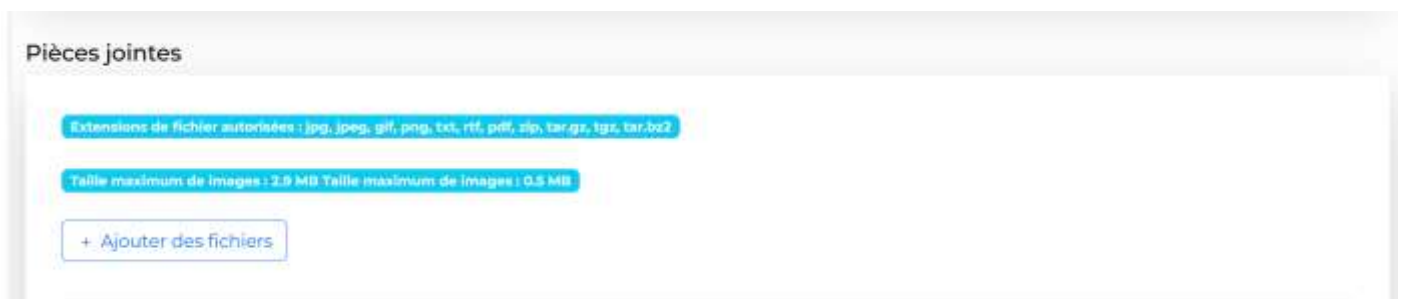 Pièces jointes
Extensions de fichier autorisées : jpg, jpeg, gif, png, txt, rtf, pdf, zip, tar.gz, tgz, tar.bz2
Taille maximum de images : 2.9 MB Taille maximum de images : 0.5 MB
+ Ajouter des fichiers